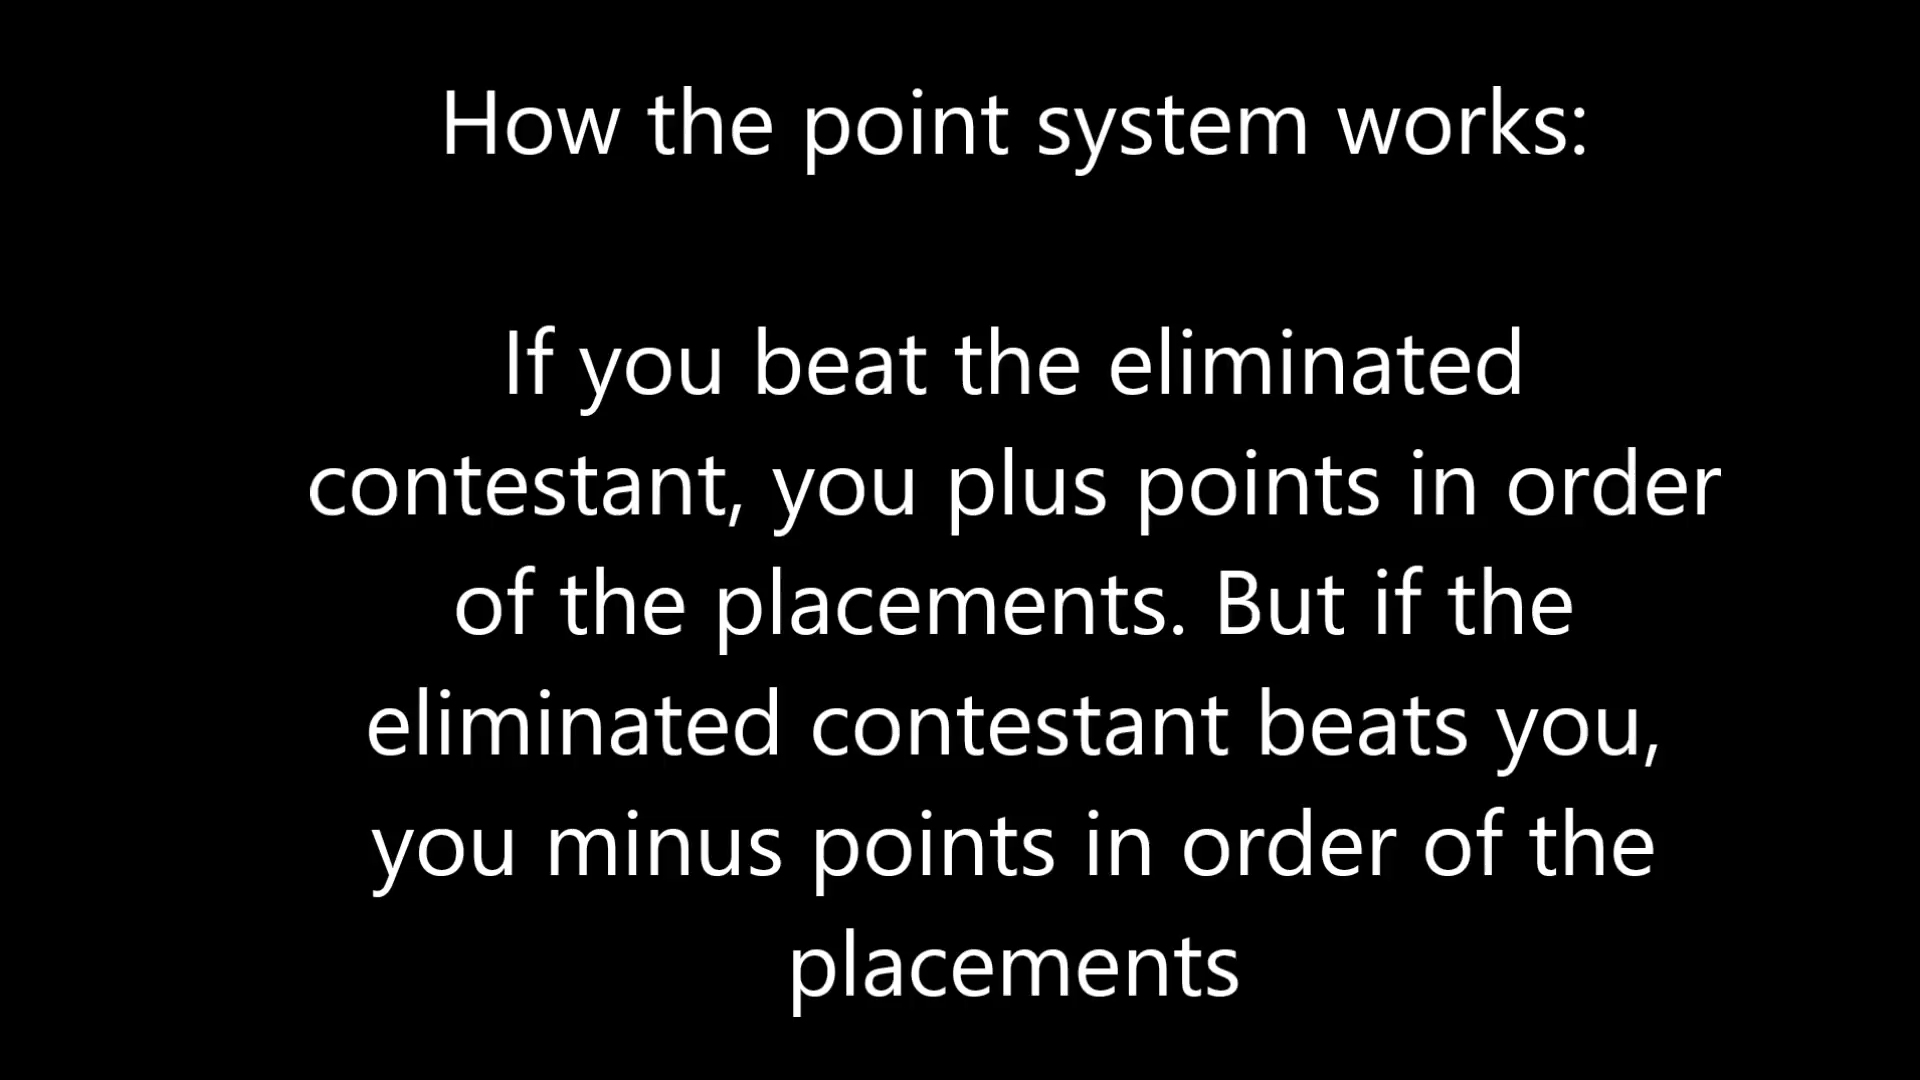 How the point system works:
If you beat the eliminated
contestant, you plus points in order
of the placements. But if the
eliminated contestant beats you,
you minus points in order of the
placements